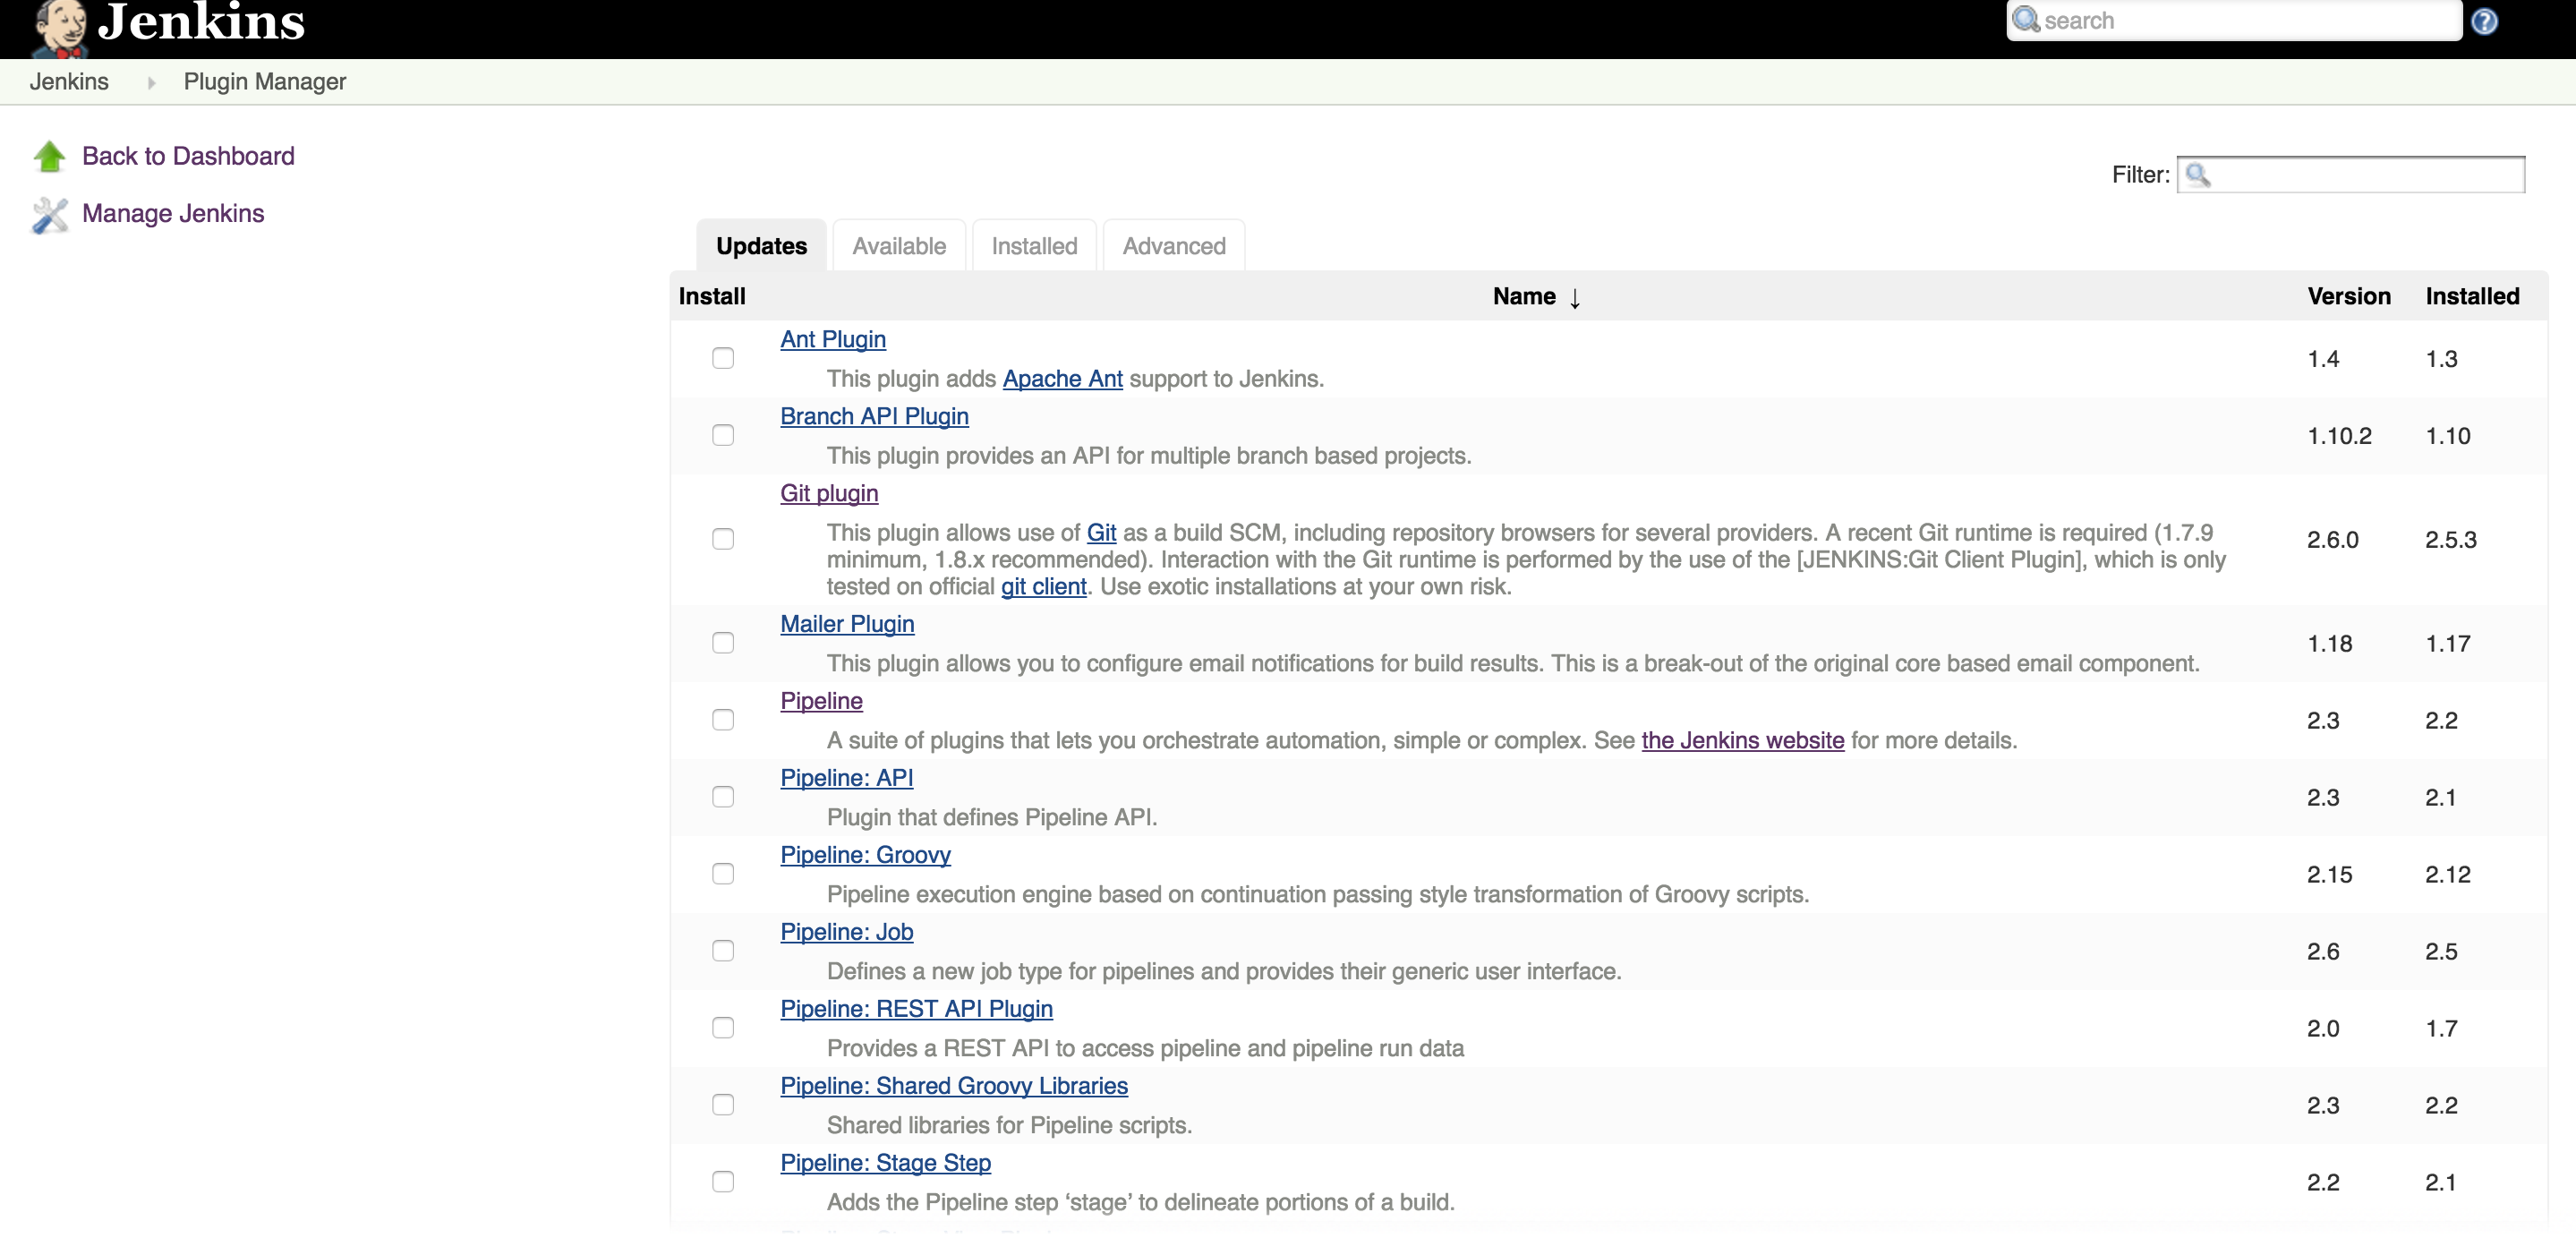 Jenkins
search
Jenkins
Plugin Manager
Back to Dashboard
Manage Jenkins
Filter:
Updates Available Installed Advanced
Install Name ↓ Version Installed
Ant Plugin
This plugin adds Apache Ant support to Jenkins.
1.4 1.3
Branch API Plugin
This plugin provides an API for multiple branch based projects.
1.10.2 1.10
Git plugin
This plugin allows use of Git as a build SCM, including repository browsers for several providers. A recent Git runtime is required (1.7.9
minimum, 1.8.x recommended). Interaction with the Git runtime is performed by the use of the [JENKINS:Git Client Plugin], which is only
tested on official git client. Use exotic installations at your own risk.
2.6.0 2.5.3
Mailer Plugin
This plugin allows you to configure email notifications for build results. This is a break-out of the original core based email component.
1.18 1.17
Pipeline
A suite of plugins that lets you orchestrate automation, simple or complex. See the Jenkins website for more details.
2.3 2.2
Pipeline: API
Plugin that defines Pipeline API.
2.3 2.1
Pipeline: Groovy
Pipeline execution engine based on continuation passing style transformation of Groovy scripts.
2.15 2.12
Pipeline: Job
Defines a new job type for pipelines and provides their generic user interface.
2.6 2.5
Pipeline: REST API Plugin
Provides a REST API to access pipeline and pipeline run data
2.0 1.7
Pipeline: Shared Groovy Libraries
Shared libraries for Pipeline scripts.
2.3 2.2
Pipeline: Stage Step
Adds the Pipeline step ‘stage’ to delineate portions of a build.
2.2 2.1